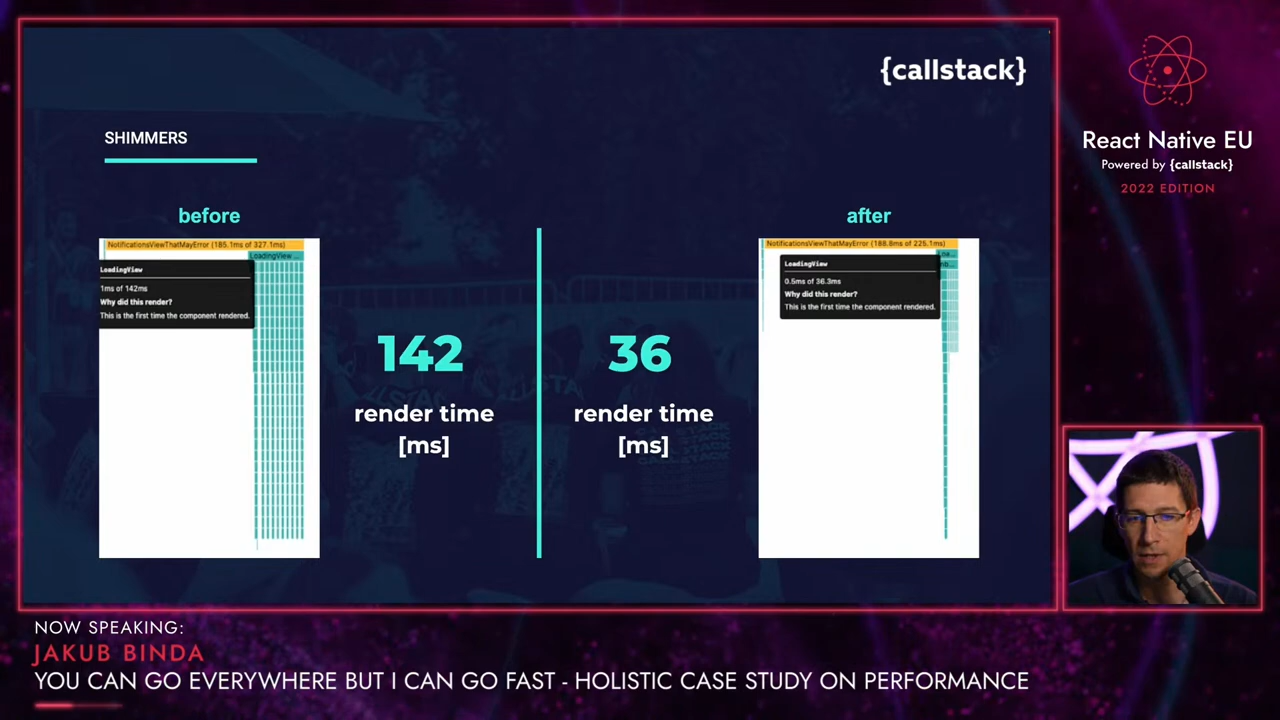 {callstack}
SHIMMERS
before
after
NotificationsViewThatMayError (185.1ms of 327.1ms)
LoadingView ...
LoadingView
1ms of 142ms
Why did this render?
This is the first time the component rendered.
142
render time
[ms]
36
render time
[ms]
NotificationsViewThatMayError (188.8ms of 225.1ms)
LoadingView
0.5ms of 36.3ms
Why did this render?
This is the first time the component rendered.
React Native EU
Powered by {callstack}
2022 EDITION
NOW SPEAKING:
JAKUB BINDA
YOU CAN GO EVERYWHERE BUT I CAN GO FAST - HOLISTIC CASE STUDY ON PERFORMANCE